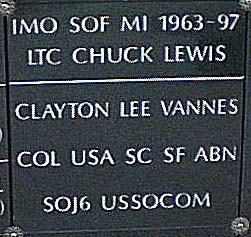 IMO SOF MI 1963-97
LTC CHUCK LEWIS
CLAYTON LEE VANNES
COL USA SC SF ABN
SOJ6 USSOCOM